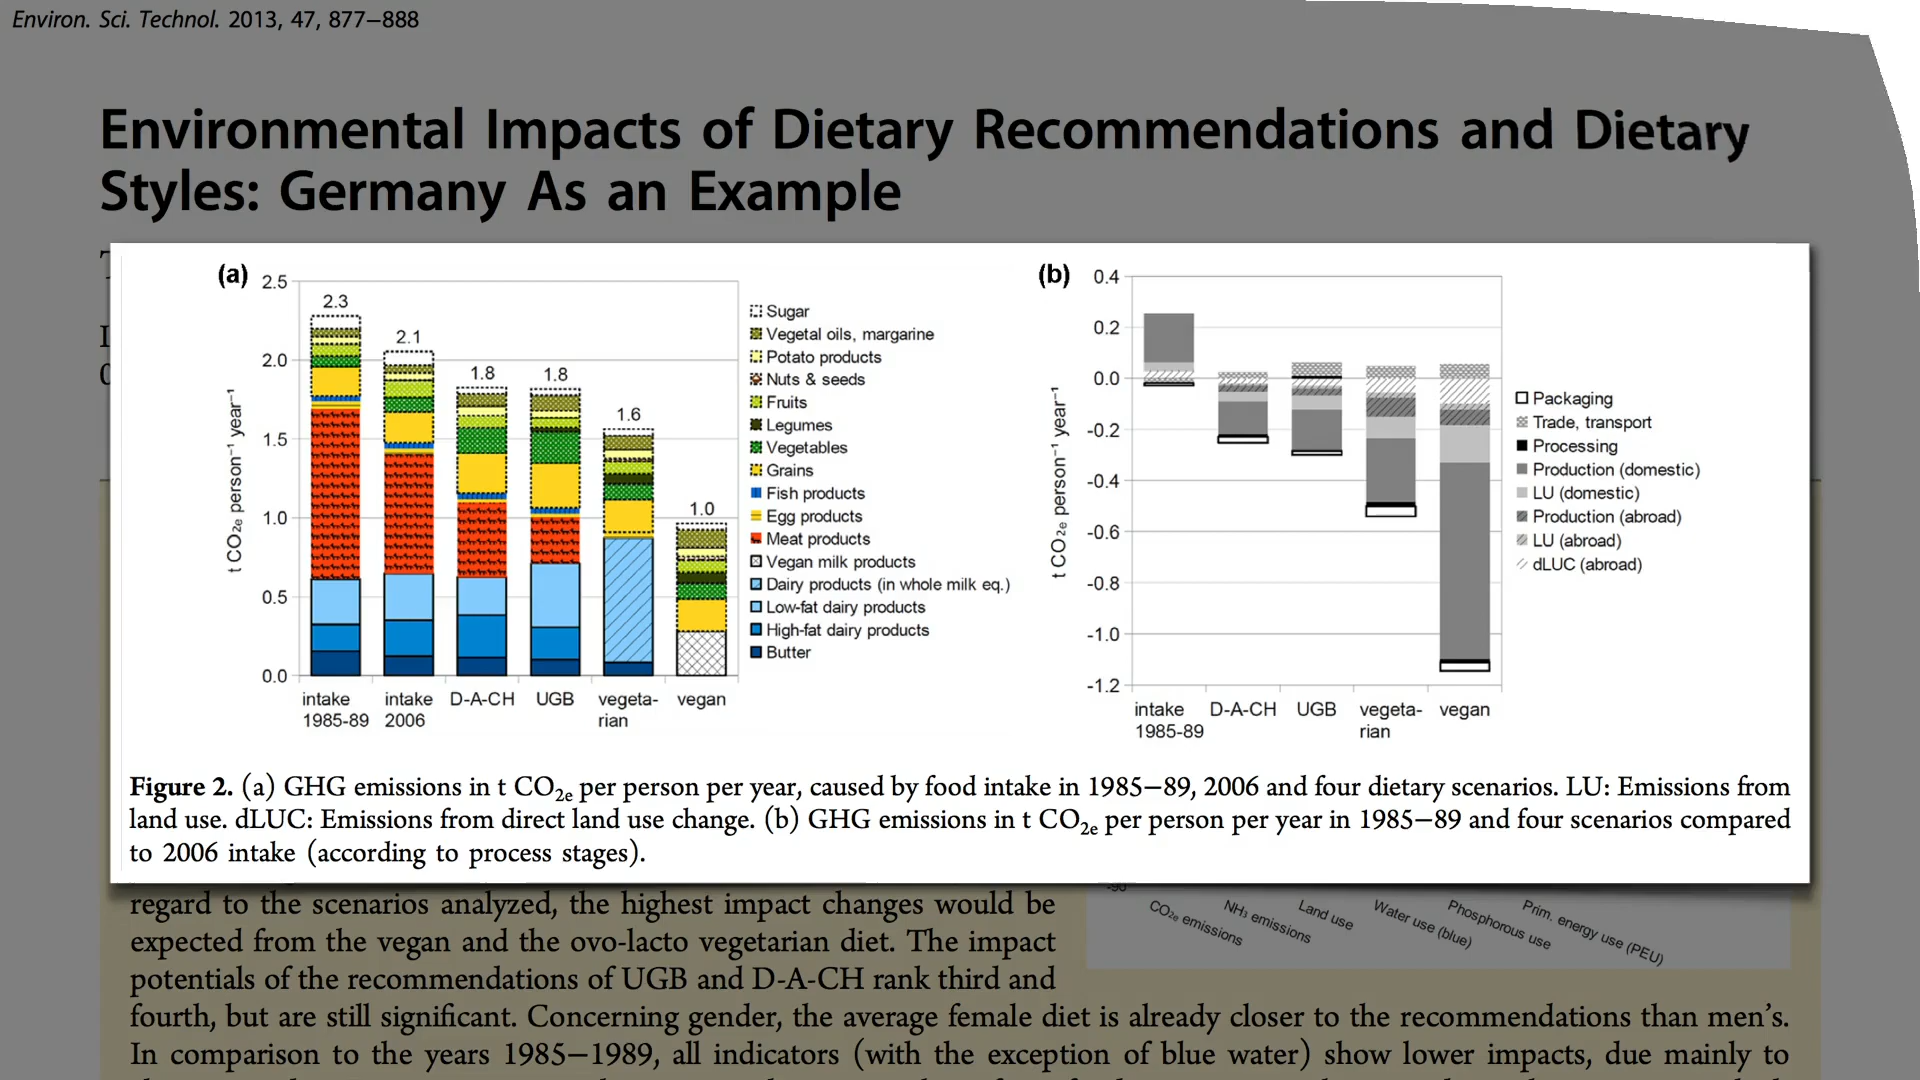 Environ. Sci. Technol. 2013, 47, 877−888
Environmental Impacts of Dietary Recommendations and Dietary
Styles: Germany As an Example
(a)
t CO₂ₑ person⁻¹ year⁻¹
2.5
2.0
1.5
1.0
0.5
0.0
2.3
2.1
1.8
1.8
1.6
1.0
intake
1985-89
intake
2006
D-A-CH
UGB
vegeta-
rian
vegan
Sugar
Vegetal oils, margarine
Potato products
Nuts & seeds
Fruits
Legumes
Vegetables
Grains
Fish products
Egg products
Meat products
Vegan milk products
Dairy products (in whole milk eq.)
Low-fat dairy products
High-fat dairy products
Butter
(b)
t CO₂ₑ person⁻¹ year⁻¹
0.4
0.2
0.0
-0.2
-0.4
-0.6
-0.8
-1.0
-1.2
intake
1985-89
D-A-CH
UGB
vegeta-
rian
vegan
Packaging
Trade, transport
Processing
Production (domestic)
LU (domestic)
Production (abroad)
LU (abroad)
dLUC (abroad)
Figure 2. (a) GHG emissions in t CO₂ₑ per person per year, caused by food intake in 1985−89, 2006 and four dietary scenarios. LU: Emissions from
land use. dLUC: Emissions from direct land use change. (b) GHG emissions in t CO₂ₑ per person per year in 1985−89 and four scenarios compared
to 2006 intake (according to process stages).
regard to the scenarios analyzed, the highest impact changes would be
expected from the vegan and the ovo-lacto vegetarian diet. The impact
potentials of the recommendations of UGB and D-A-CH rank third and
fourth, but are still significant. Concerning gender, the average female diet is already closer to the recommendations than men's.
In comparison to the years 1985−1989, all indicators (with the exception of blue water) show lower impacts, due mainly to
-90
CO₂ₑ emissions
NH₃ emissions
Land use
Water use (blue)
Phosphorous use
Prim. energy use (PEU)